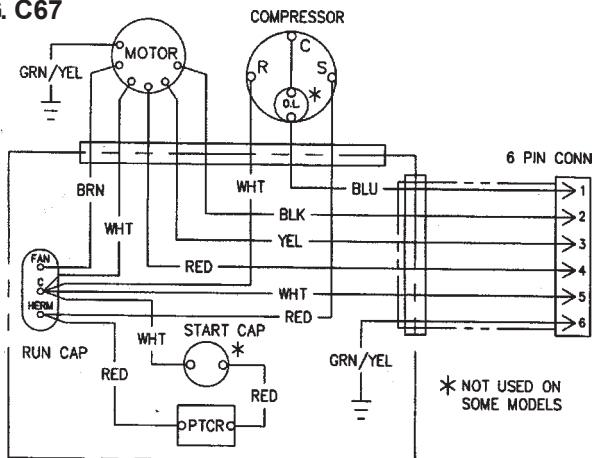 . C67
COMPRESSOR
MOTOR
C
R
S
GRN/YEL
O.L
*
6 PIN CONN
BRN
WHT
BLU
1
BLK
2
WHT
YEL
3
FAN
RED
4
C
WHT
5
HERM
RED
6
RUN CAP
WHT
START CAP
*
RED
GRN/YEL
RED
PTCR
* NOT USED ON
SOME MODELS